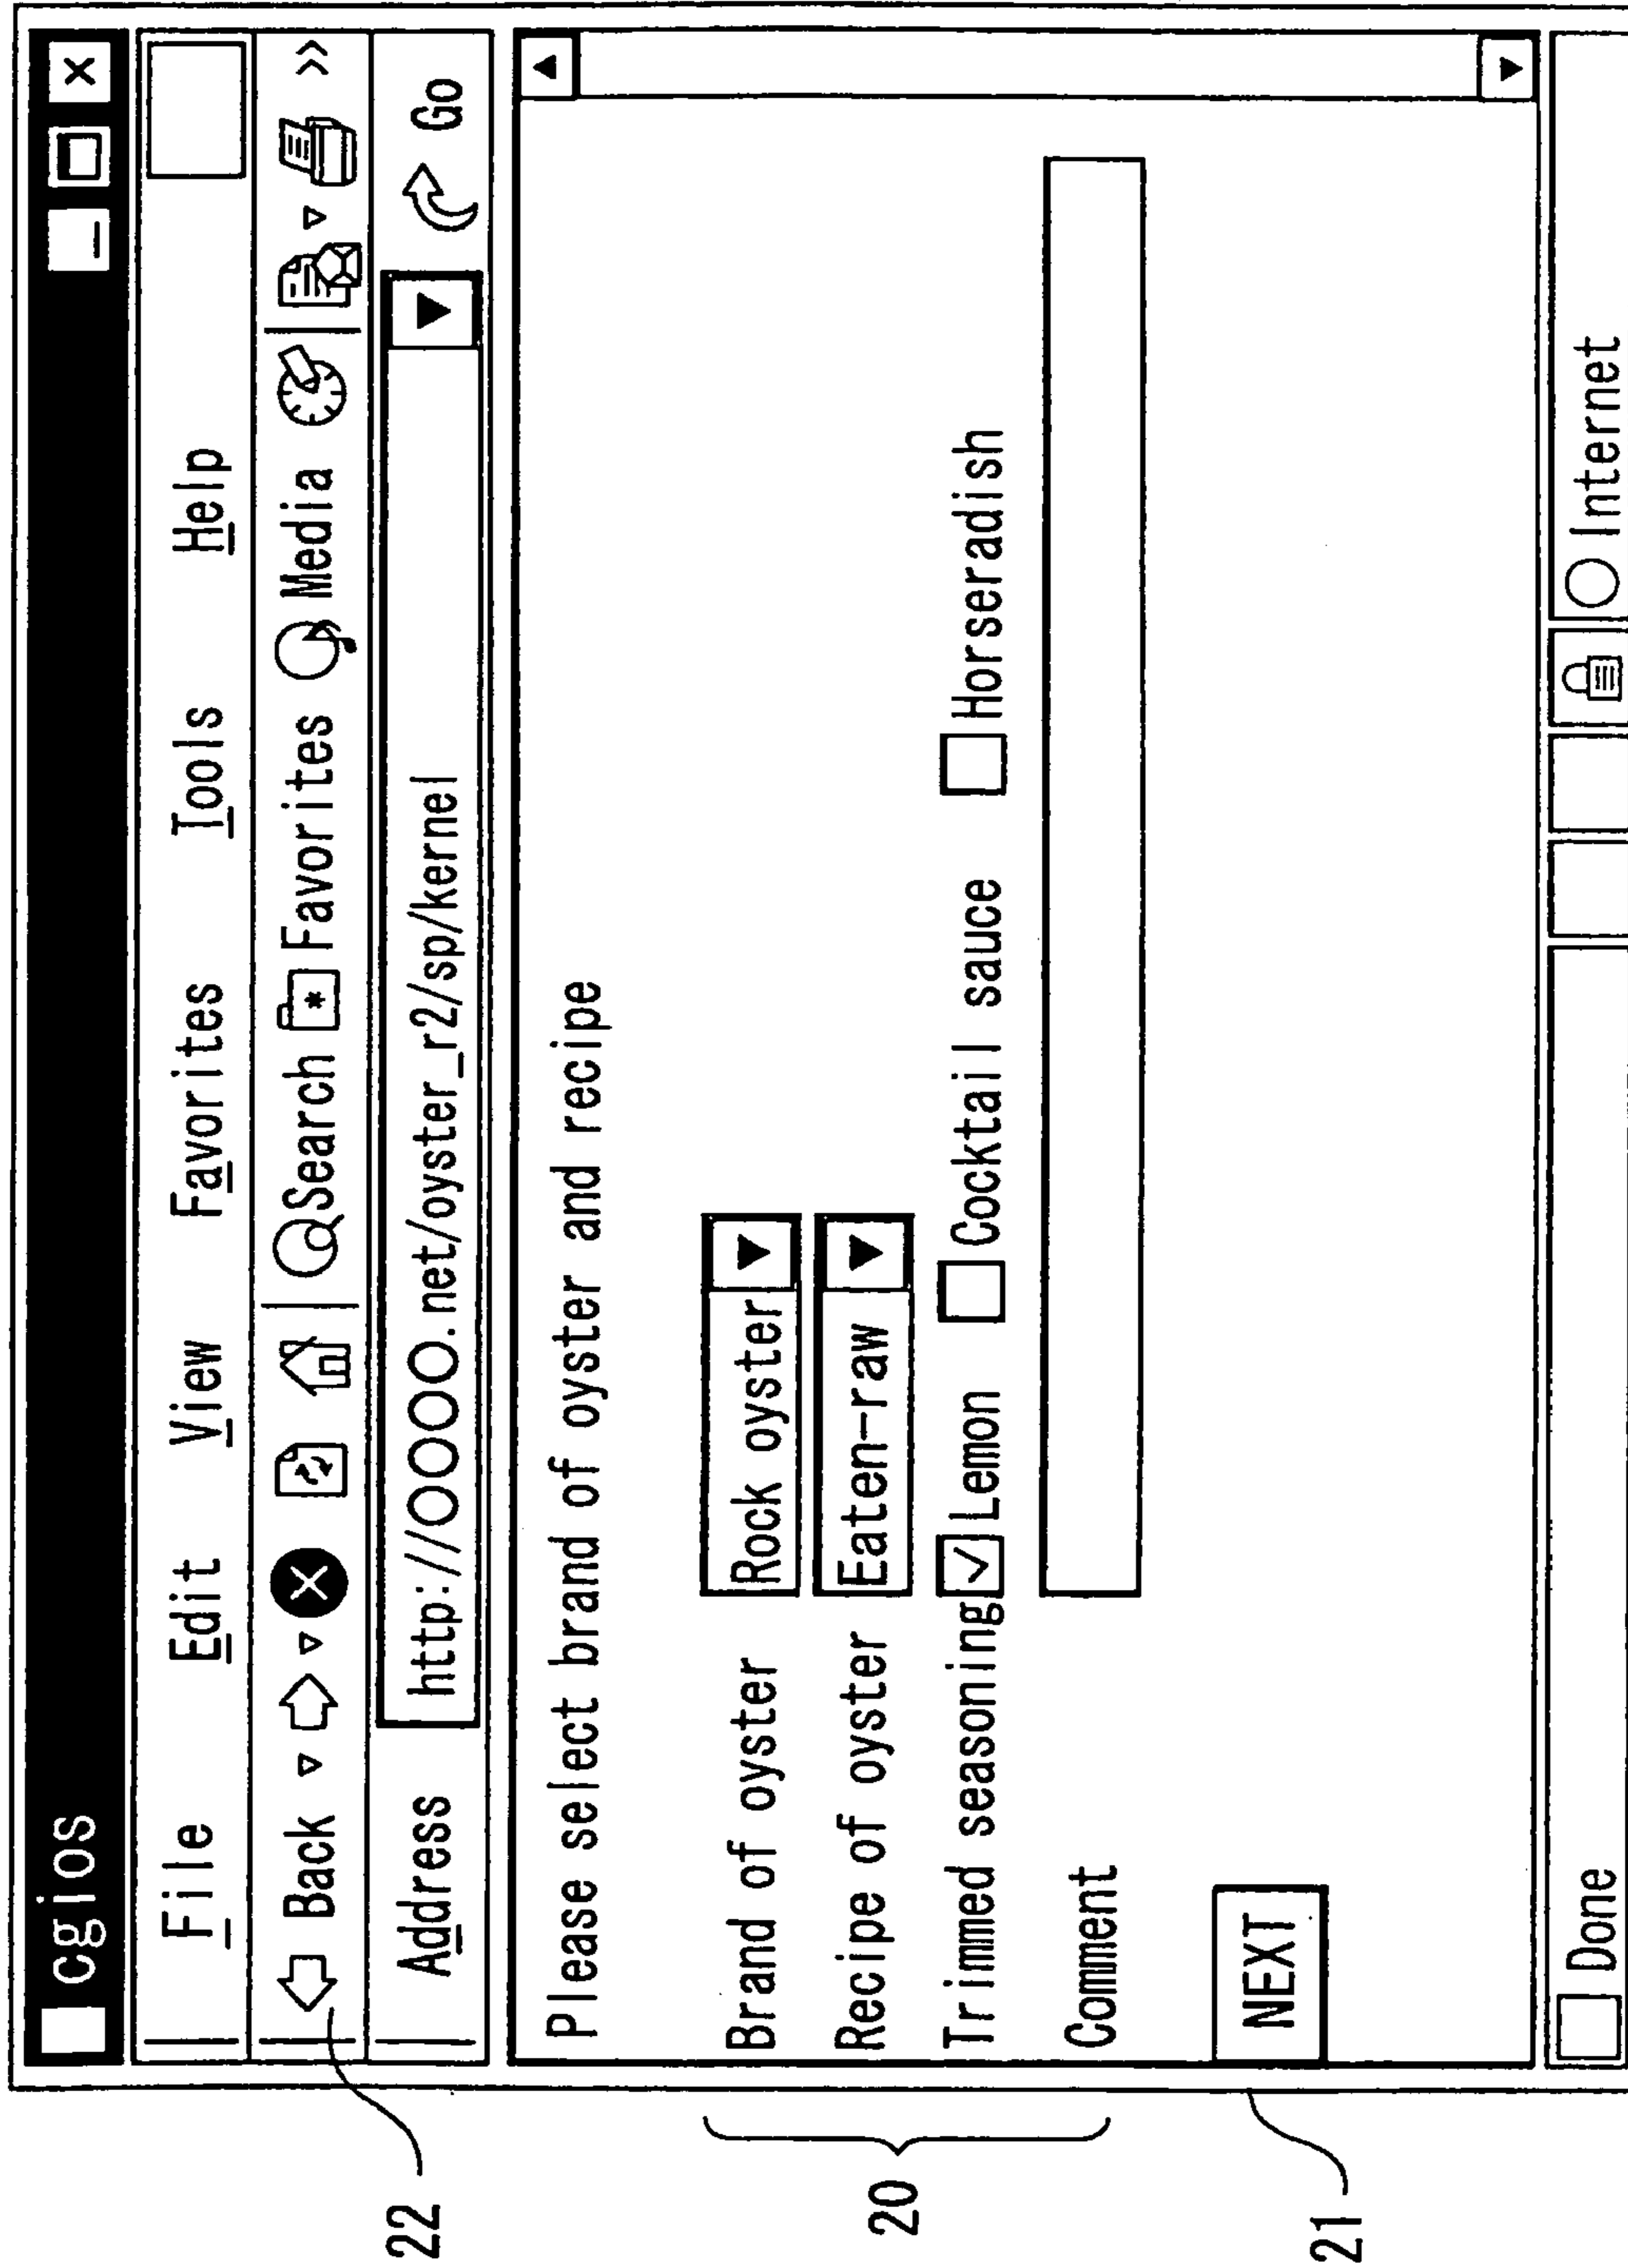 cgios
File Edit View Favorites Tools Help
Back Search Favorites Media >>
Address http://○○○○.net/oyster_r2/sp/kernel Go
Please select brand of oyster and recipe
Brand of oyster Rock oyster
Recipe of oyster Eaten-raw
Trimmed seasoning Lemon Cocktail sauce Horseradish
Comment
NEXT
Done Internet
22
20
21